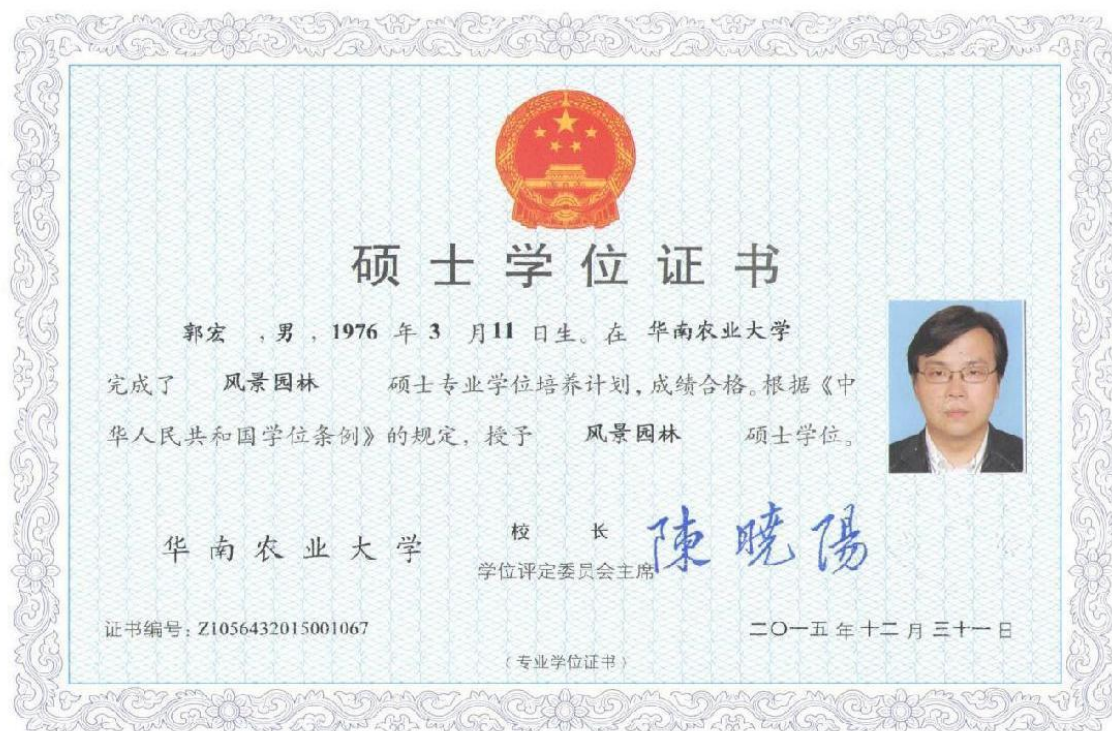 硕士学位证书
郭宏 ，男，1976 年 3 月11 日生。在 华南农业大学
完成了 风景园林 硕士专业学位培养计划，成绩合格。根据《中
华人民共和国学位条例》的规定，授予 风景园林 硕士学位。
华南农业大学
校 长
学位评定委员会主席
陳曉陽
证书编号：Z1056432015001067
二〇一五年十二月三十一日
（专业学位证书）